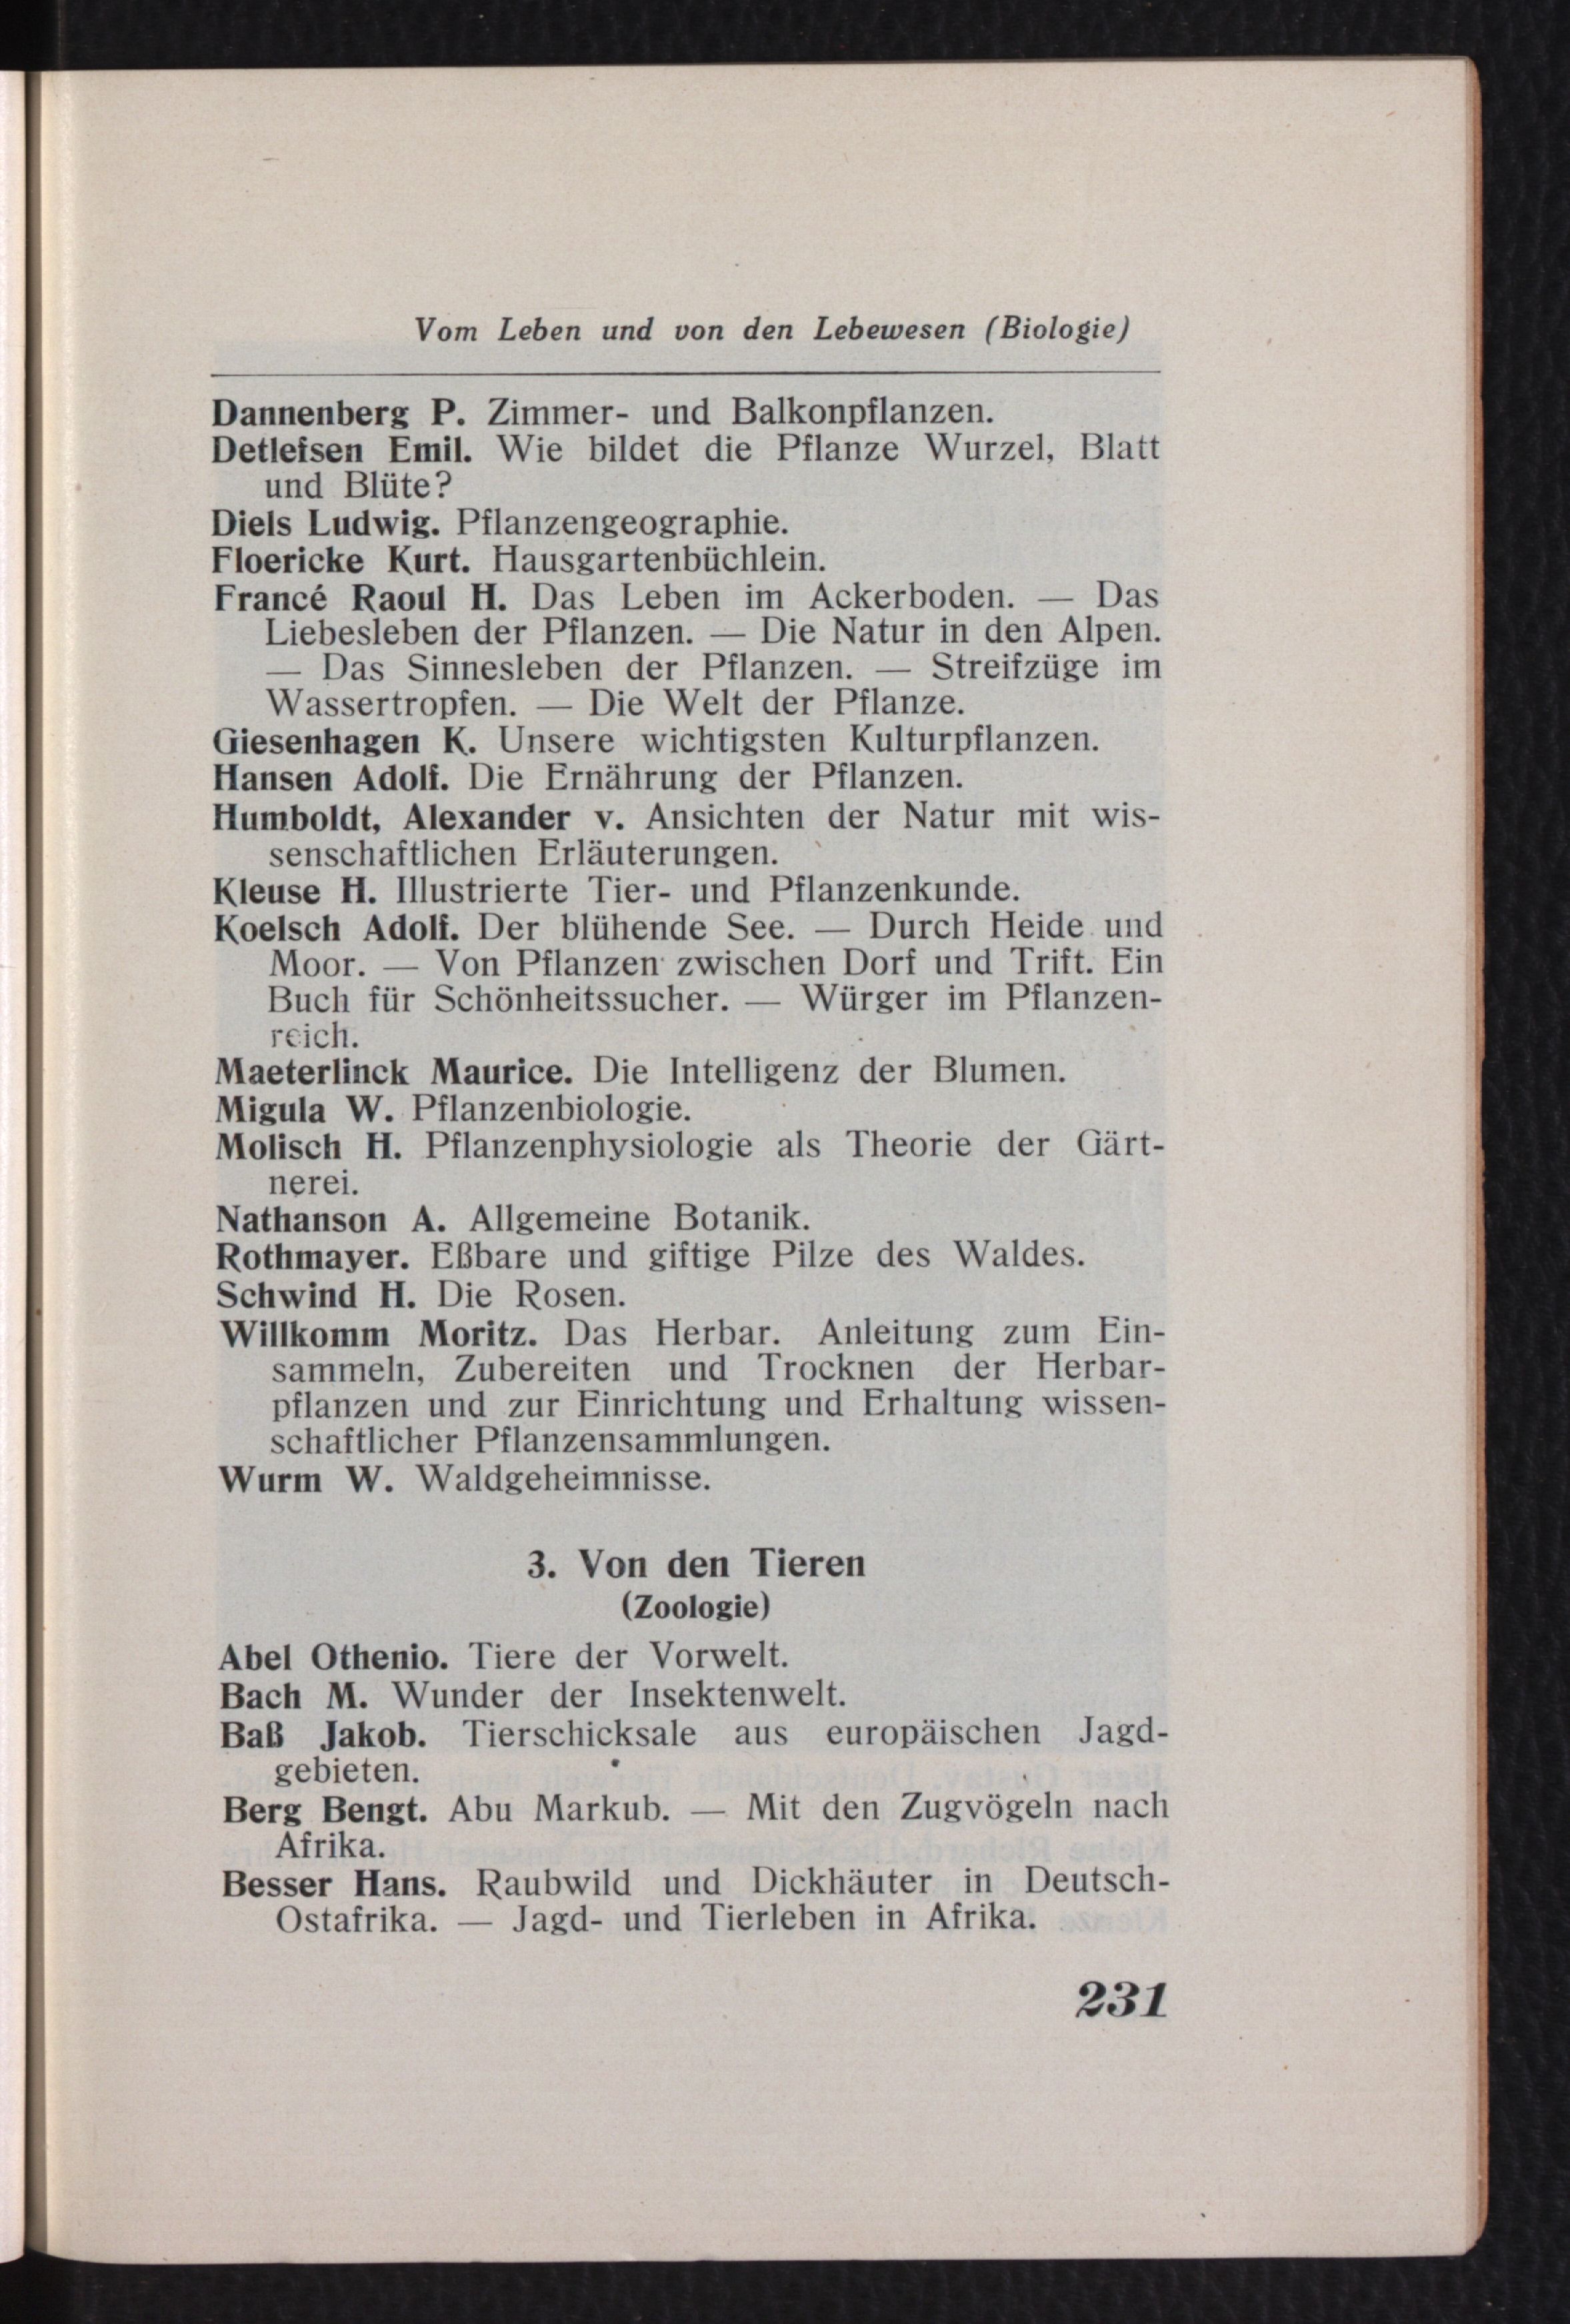 Vom Leben und von den Lebewesen (Biologie)
Dannenberg P. Zimmer- und Balkonpflanzen.
Detlefsen Emil. Wie bildet die Pflanze Wurzel, Blatt
und Blüte?
Diels Ludwig. Pflanzengeographie.
Floericke Kurt. Hausgartenbüchlein.
Francé Raoul H. Das Leben im Ackerboden. — Das
Liebesleben der Pflanzen. — Die Natur in den Alpen.
— Das Sinnesleben der Pflanzen. — Streifzüge im
Wassertropfen. — Die Welt der Pflanze.
Giesenhagen K. Unsere wichtigsten Kulturpflanzen.
Hansen Adolf. Die Ernährung der Pflanzen.
Humboldt, Alexander v. Ansichten der Natur mit wis-
senschaftlichen Erläuterungen.
Kleuse H. Illustrierte Tier- und Pflanzenkunde.
Koelsch Adolf. Der blühende See. — Durch Heide und
Moor. — Von Pflanzen zwischen Dorf und Trift. Ein
Buch für Schönheitssucher. — Würger im Pflanzen-
reich.
Maeterlinck Maurice. Die Intelligenz der Blumen.
Migula W. Pflanzenbiologie.
Molisch H. Pflanzenphysiologie als Theorie der Gärt-
nerei.
Nathanson A. Allgemeine Botanik.
Rothmayer. Eßbare und giftige Pilze des Waldes.
Schwind H. Die Rosen.
Willkomm Moritz. Das Herbar. Anleitung zum Ein-
sammeln, Zubereiten und Trocknen der Herbar-
pflanzen und zur Einrichtung und Erhaltung wissen-
schaftlicher Pflanzensammlungen.
Wurm W. Waldgeheimnisse.
3. Von den Tieren
(Zoologie)
Abel Othenio. Tiere der Vorwelt.
Bach M. Wunder der Insektenwelt.
Baß Jakob. Tierschicksale aus europäischen Jagd-
gebieten.
Berg Bengt. Abu Markub. — Mit den Zugvögeln nach
Afrika.
Besser Hans. Raubwild und Dickhäuter in Deutsch-
Ostafrika. — Jagd- und Tierleben in Afrika.
231